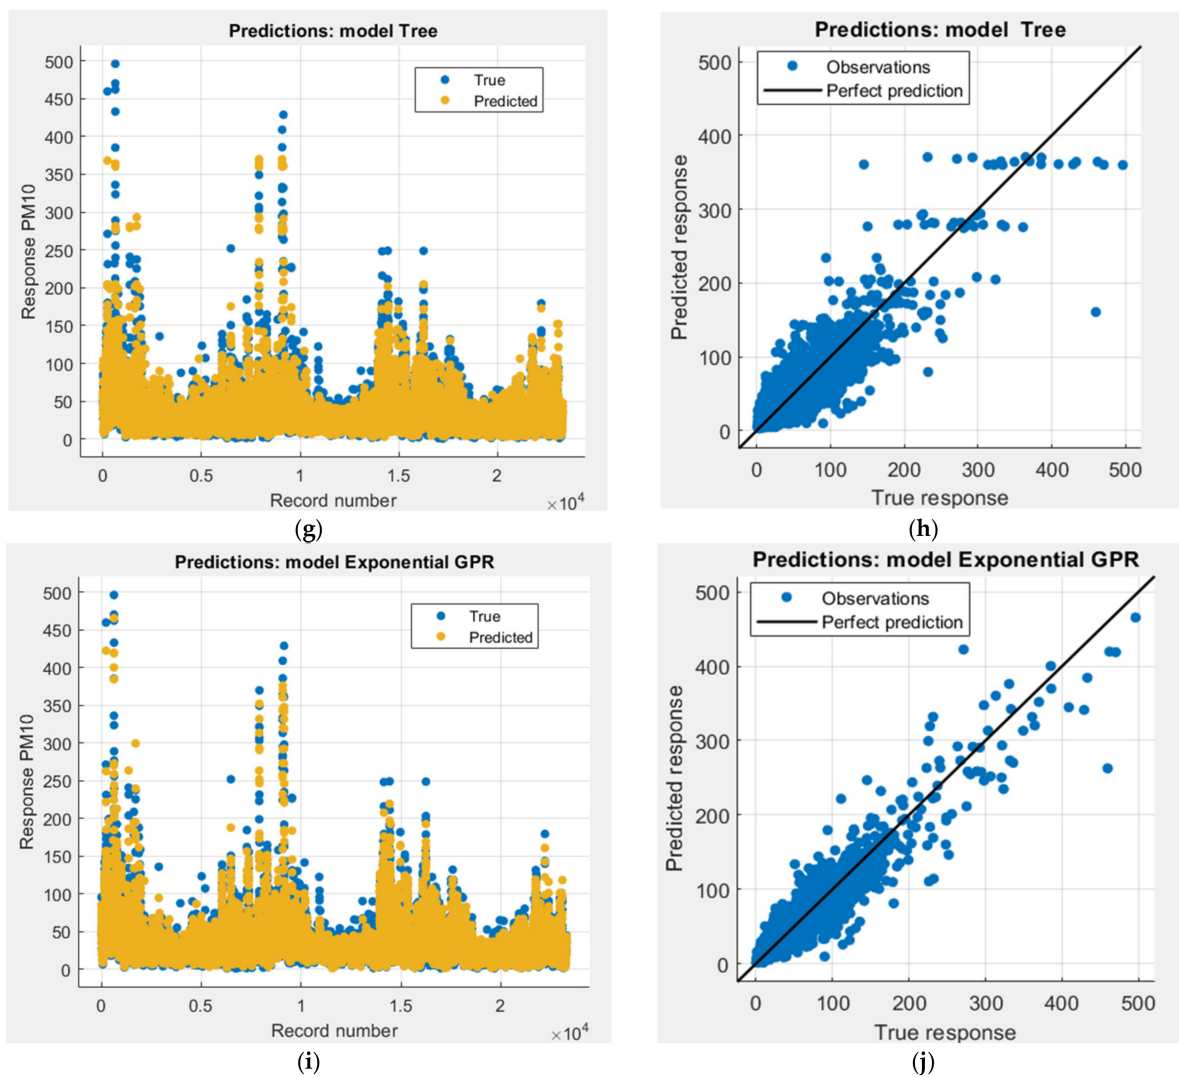 Predictions: model Tree
True
Predicted
Response PM10
500
450
400
350
300
250
200
150
100
50
0
0
0.5
1
1.5
2
Record number
×10⁴
(g)
Predictions: model Tree
Observations
Perfect prediction
Predicted response
500
400
300
200
100
0
0
100
200
300
400
500
True response
(h)
Predictions: model Exponential GPR
True
Predicted
Response PM10
500
450
400
350
300
250
200
150
100
50
0
0
0.5
1
1.5
2
Record number
×10⁴
(i)
Predictions: model Exponential GPR
Observations
Perfect prediction
Predicted response
500
400
300
200
100
0
0
100
200
300
400
500
True response
(j)